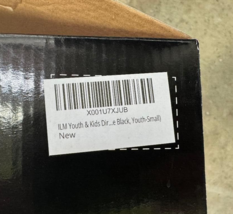 X001U7XJUB
ILM Youth & Kids Dir...e Black, Youth-Small)
New